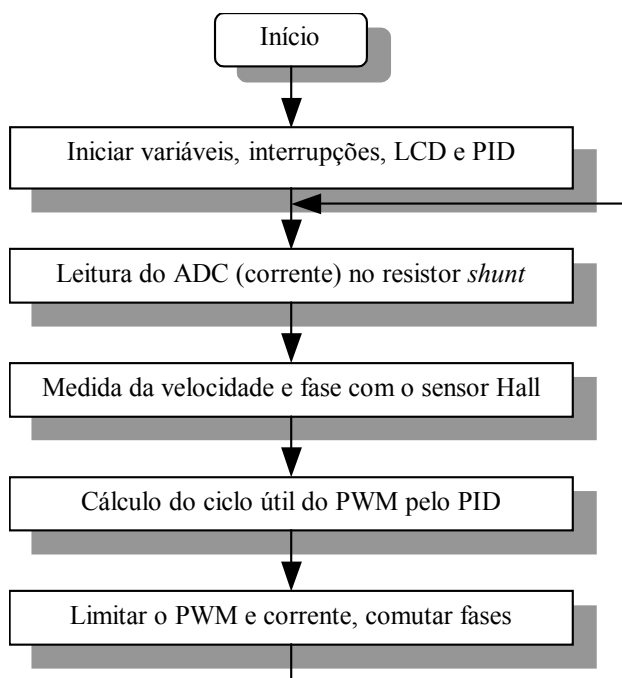 Início
Iniciar variáveis, interrupções, LCD e PID
Leitura do ADC (corrente) no resistor shunt
Medida da velocidade e fase com o sensor Hall
Cálculo do ciclo útil do PWM pelo PID
Limitar o PWM e corrente, comutar fases